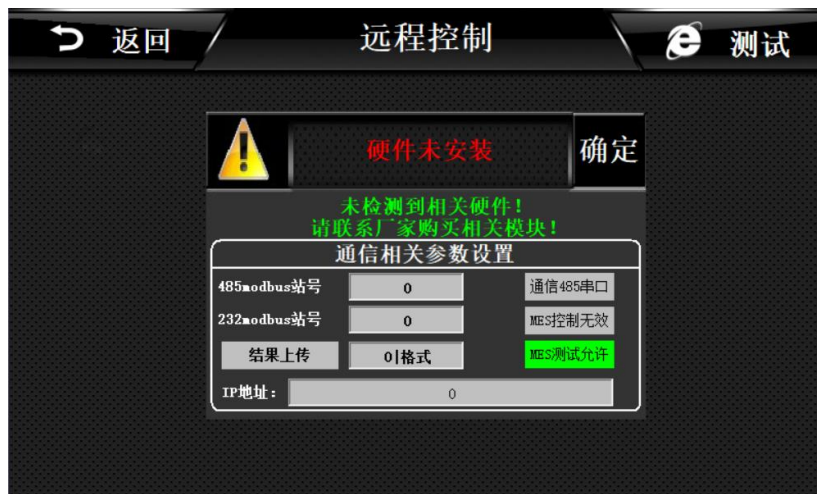 返回 远程控制 测试
硬件未安装 确定
未检测到相关硬件!
请联系厂家购买相关模块!
通信相关参数设置
485modbus站号 0 通信485串口
232modbus站号 0 MES控制无效
结果上传 0|格式 MES测试允许
IP地址: 0